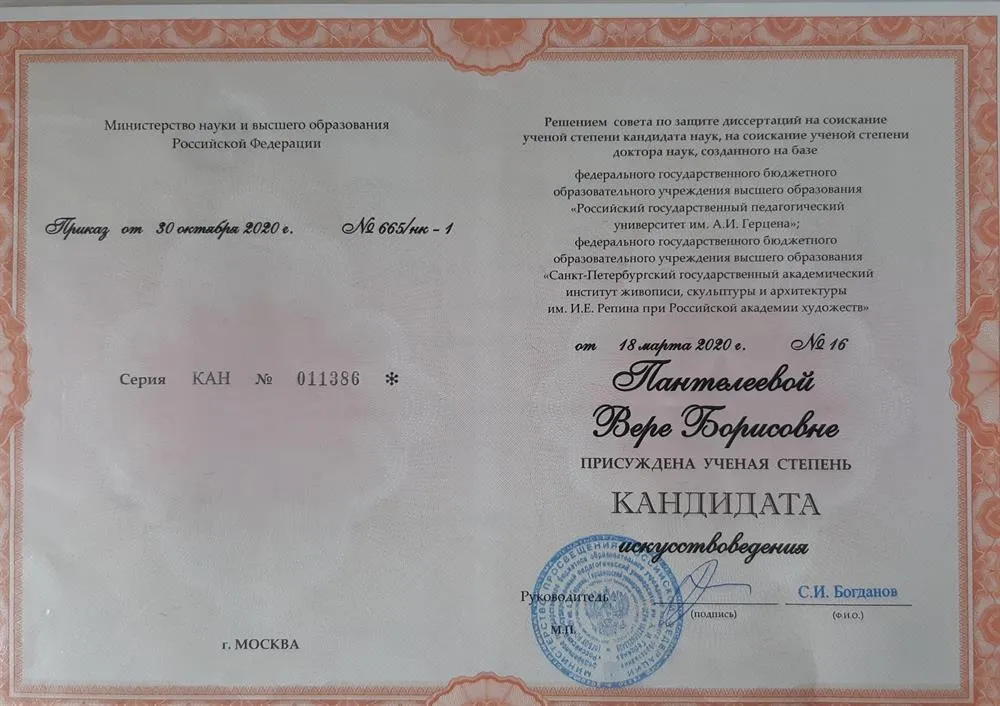 Министерство науки и высшего образования
Российской Федерации
Приказ от 30 октября 2020 г. № 665/нк - 1
Серия КАН № 011386 *
г. МОСКВА
Решением совета по защите диссертаций на соискание
ученой степени кандидата наук, на соискание ученой степени
доктора наук, созданного на базе
федерального государственного бюджетного
образовательного учреждения высшего образования
«Российский государственный педагогический
университет им. А.И. Герцена»;
федерального государственного бюджетного
образовательного учреждения высшего образования
«Санкт-Петербургский государственный академический
институт живописи, скульптуры и архитектуры
им. И.Е. Репина при Российской академии художеств»
от 18 марта 2020 г. № 16
Пантелеевой
Вере Борисовне
ПРИСУЖДЕНА УЧЕНАЯ СТЕПЕНЬ
КАНДИДАТА
искусствоведения
Руководитель
С.И. Богданов
(подпись) (Ф.И.О.)
М.П.
МИНИСТЕРСТВО ПРОСВЕЩЕНИЯ РОССИЙСКОЙ ФЕДЕРАЦИИ